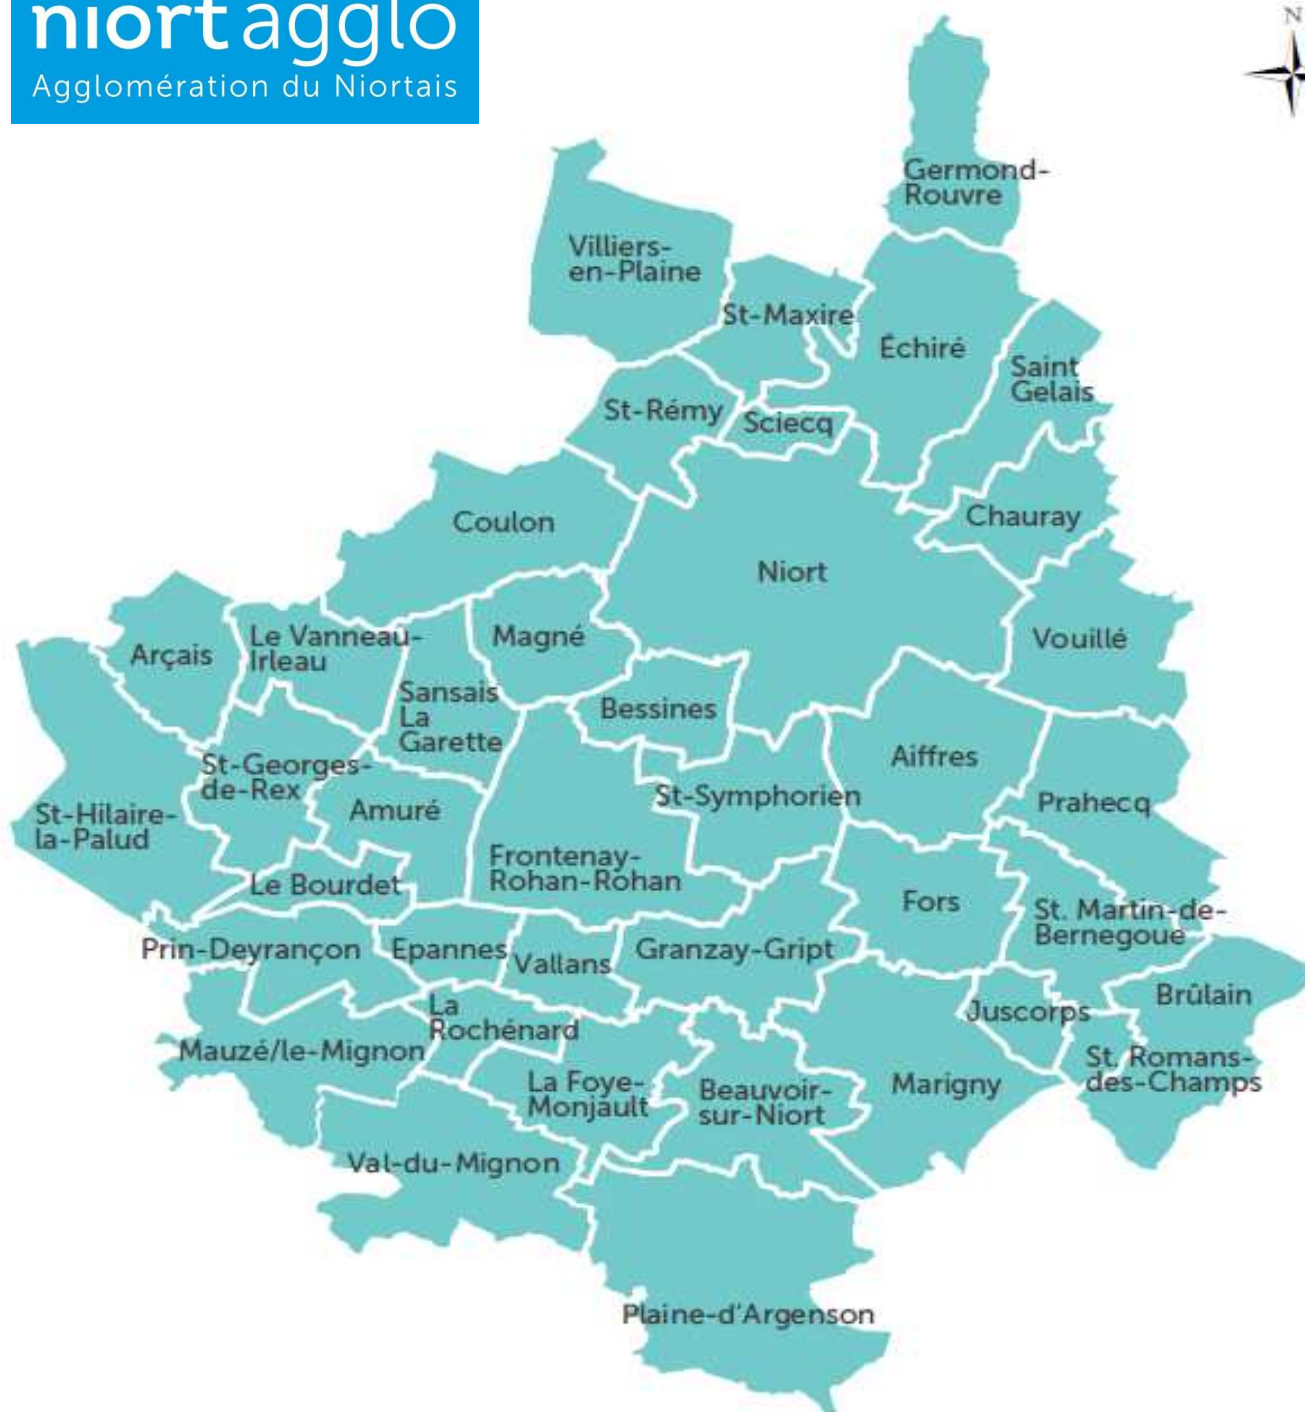 niort agglo
Agglomération du Niortais
N
Germond-
Rouvre
Villiers-
en-Plaine
St-Maxire
Échiré
Saint
Gelais
St-Rémy
Sciecq
Coulon
Chauray
Niort
Arçais
Le Vanneau-
Irleau
Magné
Vouillé
Sansais
La
Garette
Bessines
Aiffres
St-Georges-
de-Rex
Amuré
St-Symphorien
Prahecq
St-Hilaire-
la-Palud
Frontenay-
Rohan-Rohan
Le Bourdet
Fors
St. Martin-de-
Bernegoue
Prin-Deyrançon
Epannes
Vallans
Granzay-Gript
Brûlain
La
Rochénard
Juscorps
Mauzé/le-Mignon
St. Romans-
des-Champs
La Foye-
Monjault
Beauvoir-
sur-Niort
Marigny
Val-du-Mignon
Plaine-d'Argenson